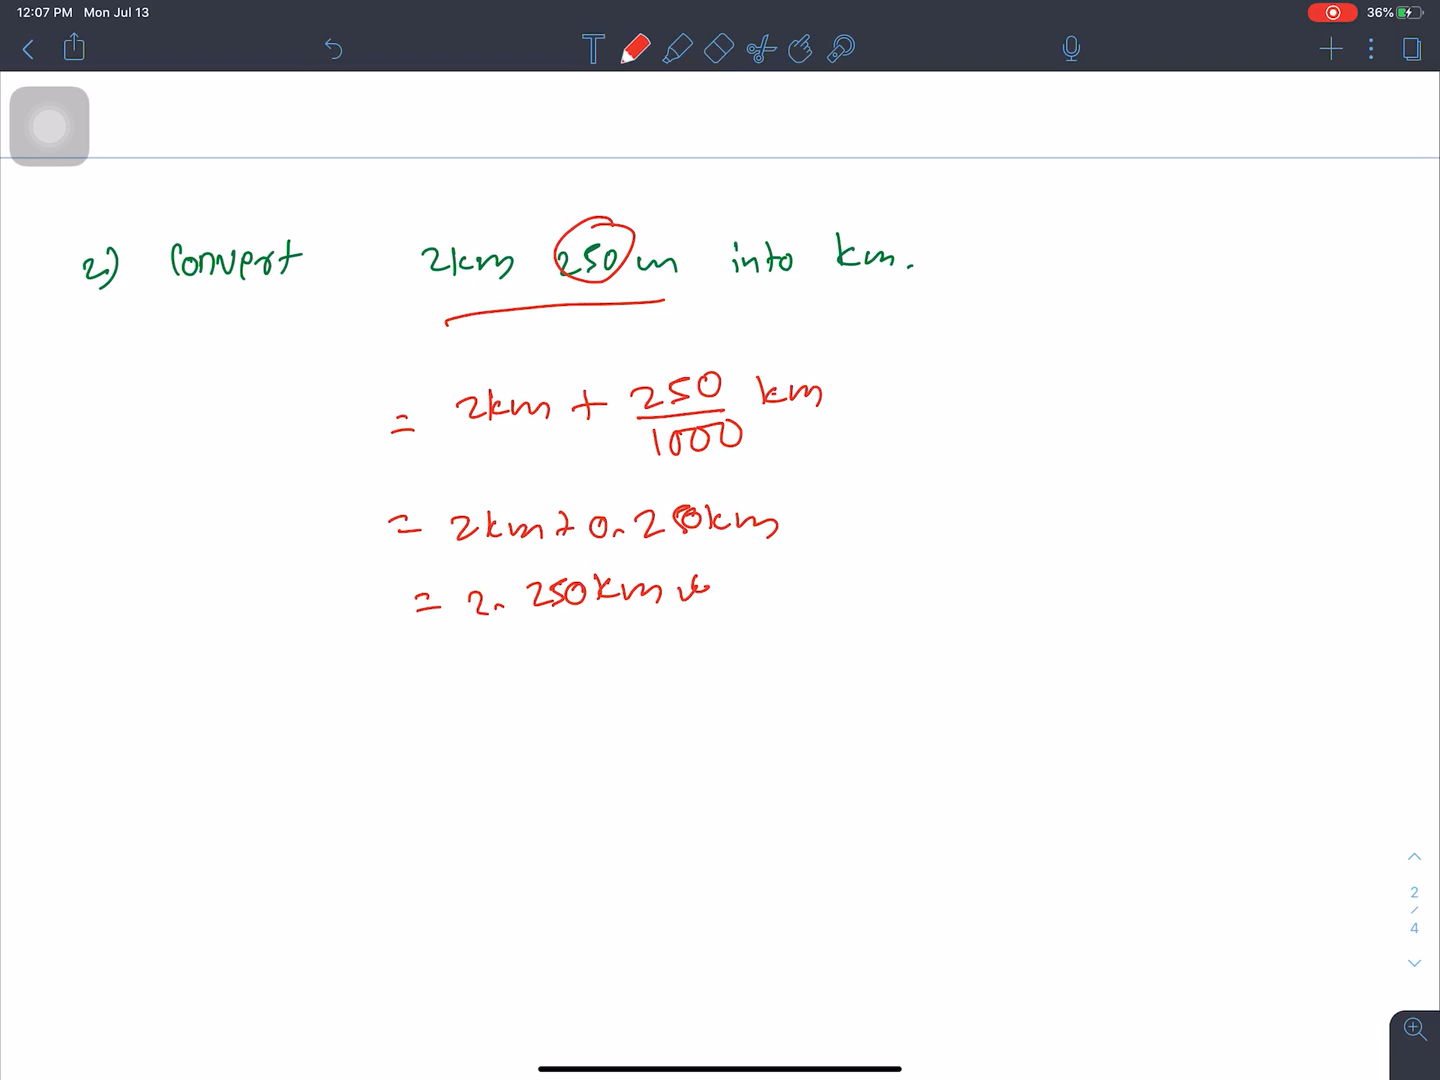 12:07 PM Mon Jul 13
36%
T
2) Convert 2km 250m into km.
= 2km + 250/1000 km
= 2km + 0.250km
= 2.250km
2
/
4